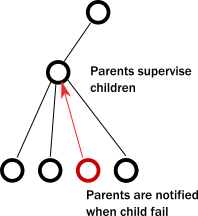 Parents supervise
children
Parents are notified
when child fail